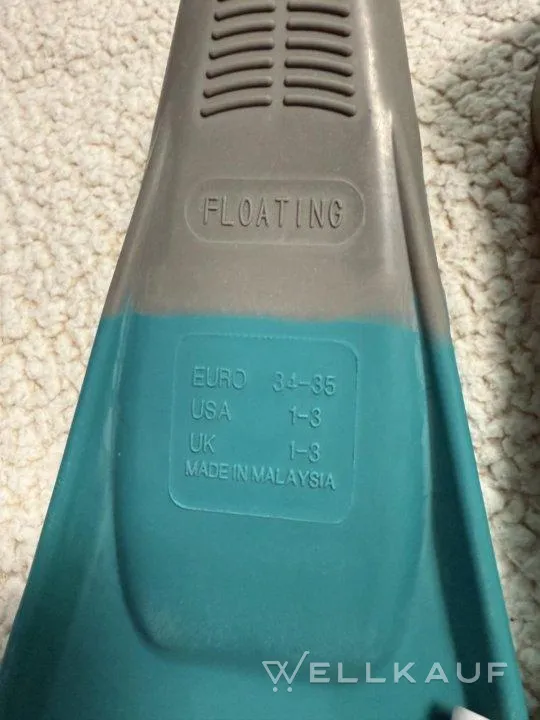 FLOATING
EURO 34-35
USA 1-3
UK 1-3
MADE IN MALAYSIA
WELLKAUF